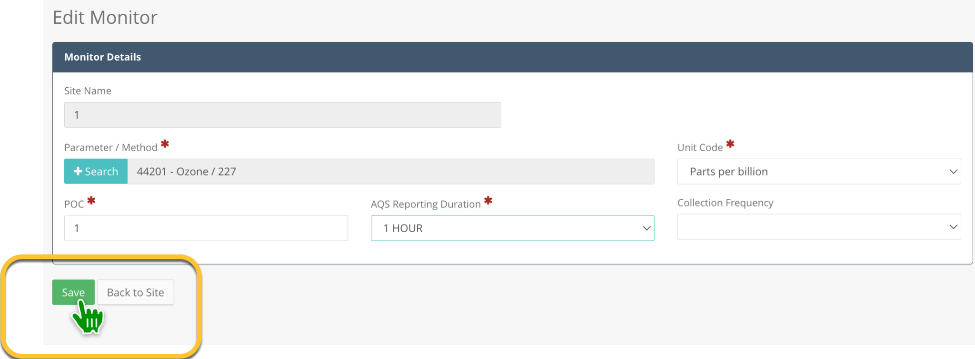 Edit Monitor
Monitor Details
Site Name
1
Parameter / Method *
Unit Code *
+ Search 44201 - Ozone / 227
Parts per billion
POC *
AQS Reporting Duration *
Collection Frequency
1
1 HOUR
Save Back to Site